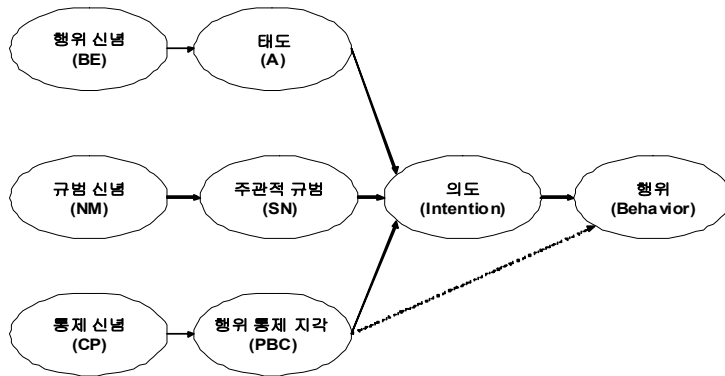 행위 신념
(BE)
태도
(A)
규범 신념
(NM)
주관적 규범
(SN)
의도
(Intention)
행위
(Behavior)
통제 신념
(CP)
행위 통제 지각
(PBC)